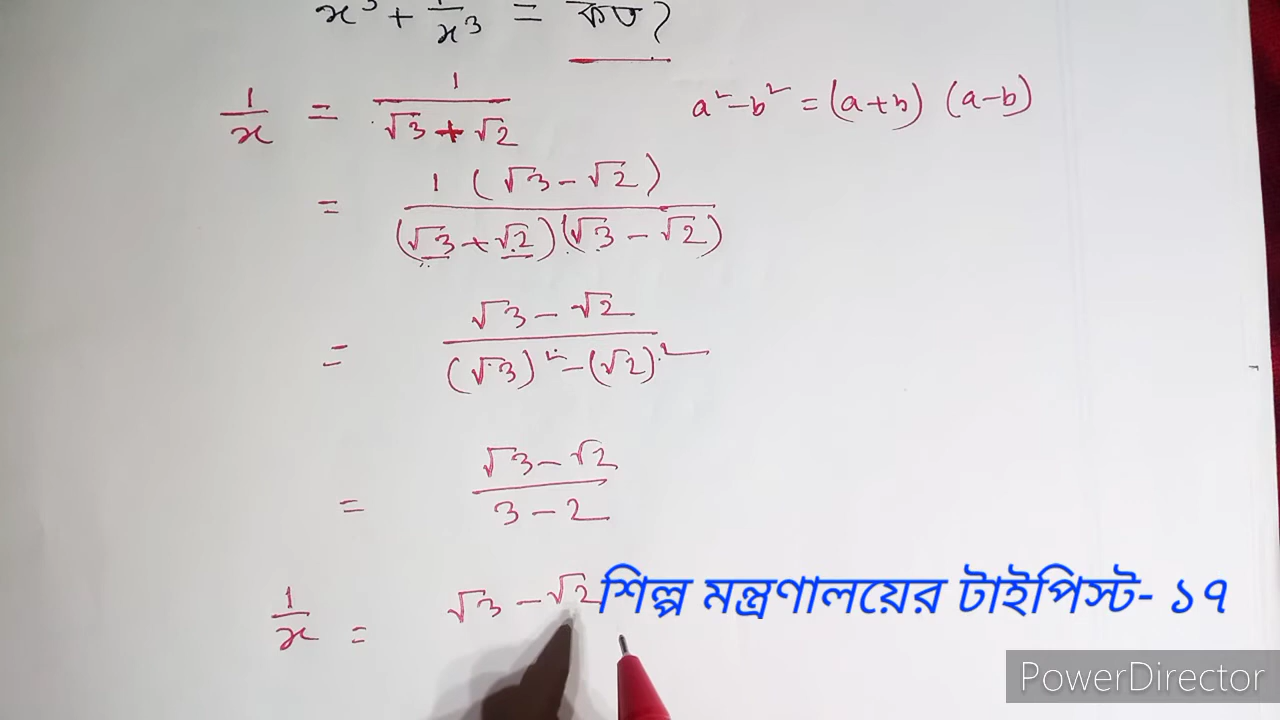 x³ + 1/x³ = কত?
1/x = 1/(√3 + √2)
a² - b² = (a+b) (a-b)
= 1 (√3 - √2) / (√3 + √2)(√3 - √2)
= (√3 - √2) / ((√3)² - (√2)²)
= (√3 - √2) / (3 - 2)
1/x = √3 - √2
শিল্প মন্ত্রণালয়ের টাইপিস্ট- ১৭
PowerDirector